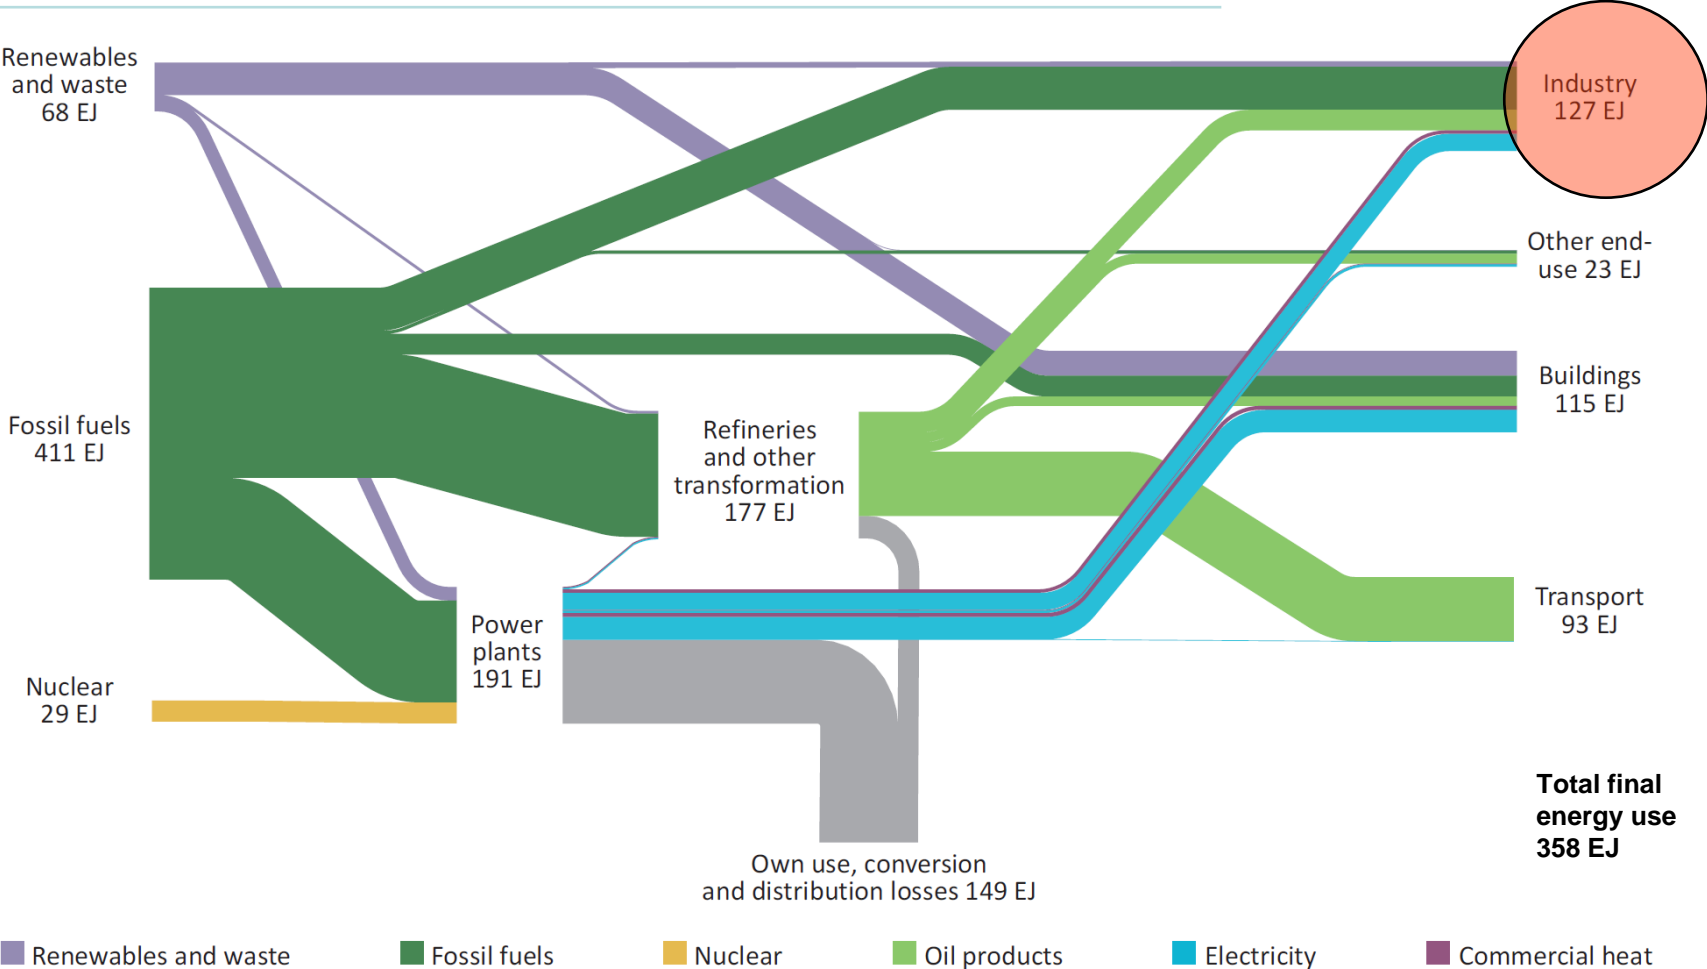 Renewables
and waste
68 EJ
Industry
127 EJ
Other end-
use 23 EJ
Buildings
115 EJ
Fossil fuels
411 EJ
Refineries
and other
transformation
177 EJ
Transport
93 EJ
Power
plants
191 EJ
Nuclear
29 EJ
Total final
energy use
358 EJ
Own use, conversion
and distribution losses 149 EJ
Renewables and waste
Fossil fuels
Nuclear
Oil products
Electricity
Commercial heat